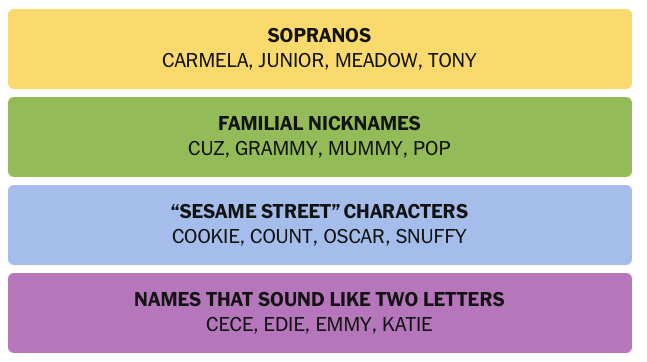 SOPRANOS
CARMELA, JUNIOR, MEADOW, TONY
FAMILIAL NICKNAMES
CUZ, GRAMMY, MUMMY, POP
“SESAME STREET” CHARACTERS
COOKIE, COUNT, OSCAR, SNUFFY
NAMES THAT SOUND LIKE TWO LETTERS
CECE, EDIE, EMMY, KATIE